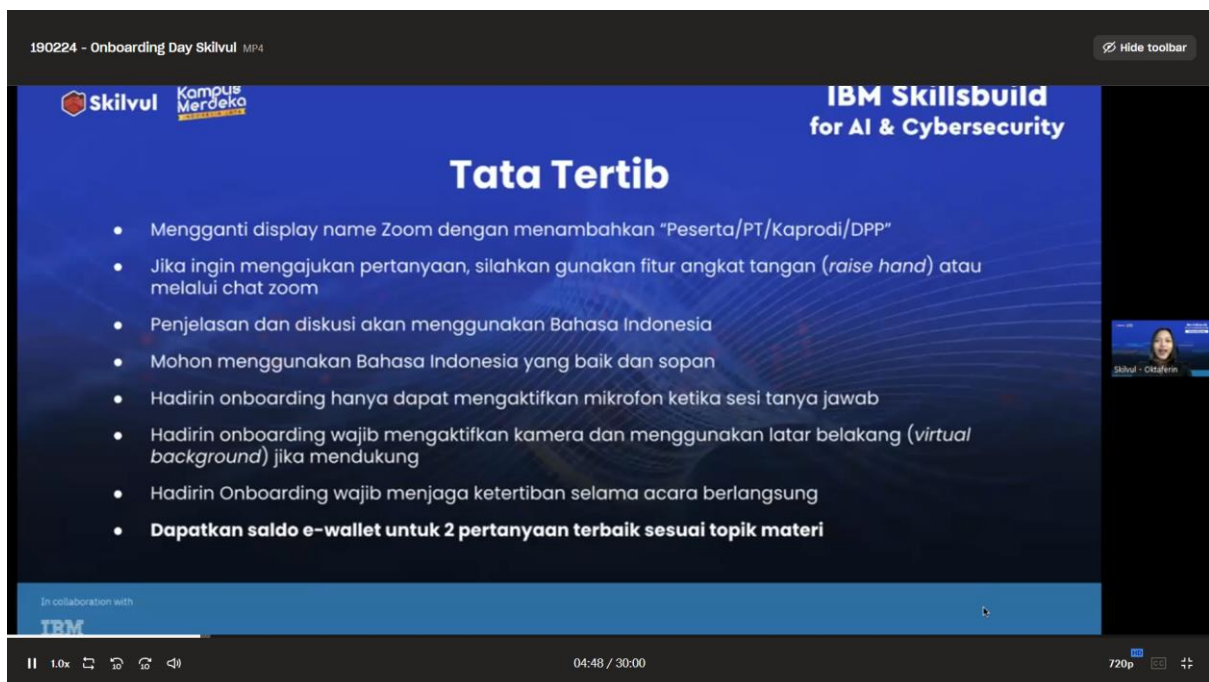 190224 - Onboarding Day Skilvul MP4
Hide toolbar
Skilvul
Kampus
Merdeka
INDONESIA JAYA
IBM Skillsbuild
for AI & Cybersecurity
Tata Tertib
• Mengganti display name Zoom dengan menambahkan “Peserta/PT/Kaprodi/DPP”
• Jika ingin mengajukan pertanyaan, silahkan gunakan fitur angkat tangan (raise hand) atau
melalui chat zoom
• Penjelasan dan diskusi akan menggunakan Bahasa Indonesia
• Mohon menggunakan Bahasa Indonesia yang baik dan sopan
• Hadirin onboarding hanya dapat mengaktifkan mikrofon ketika sesi tanya jawab
• Hadirin onboarding wajib mengaktifkan kamera dan menggunakan latar belakang (virtual
background) jika mendukung
• Hadirin Onboarding wajib menjaga ketertiban selama acara berlangsung
• Dapatkan saldo e-wallet untuk 2 pertanyaan terbaik sesuai topik materi
Skilvul - Oktaferin
In collaboration with
IBM
1.0x
10
10
04:48 / 30:00
720p
HD
CC